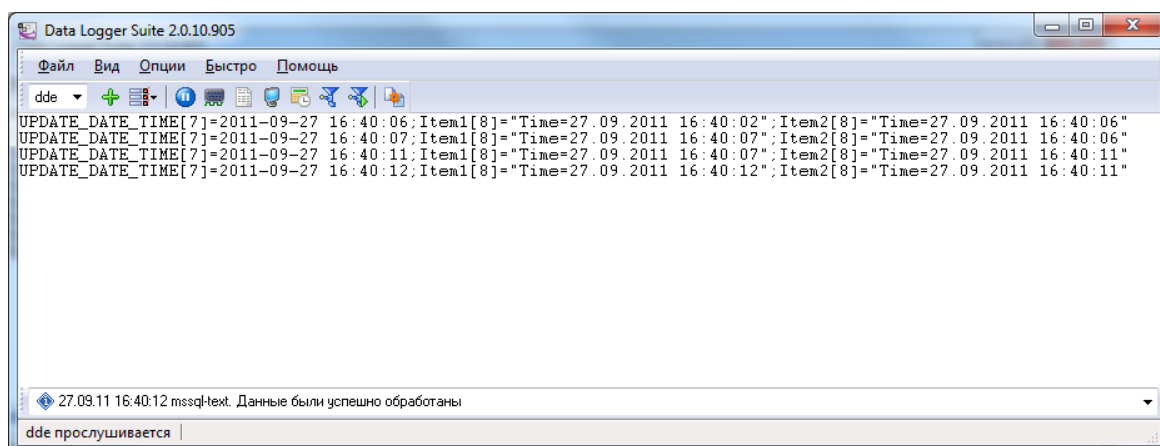 Data Logger Suite 2.0.10.905
Файл Вид Опции Быстро Помощь
dde
UPDATE_DATE_TIME[7]=2011-09-27 16:40:06;Item1[8]="Time=27.09.2011 16:40:02";Item2[8]="Time=27.09.2011 16:40:06"
UPDATE_DATE_TIME[7]=2011-09-27 16:40:07;Item1[8]="Time=27.09.2011 16:40:07";Item2[8]="Time=27.09.2011 16:40:06"
UPDATE_DATE_TIME[7]=2011-09-27 16:40:11;Item1[8]="Time=27.09.2011 16:40:07";Item2[8]="Time=27.09.2011 16:40:11"
UPDATE_DATE_TIME[7]=2011-09-27 16:40:12;Item1[8]="Time=27.09.2011 16:40:12";Item2[8]="Time=27.09.2011 16:40:11"
27.09.11 16:40:12 mssql-text. Данные были успешно обработаны
dde прослушивается